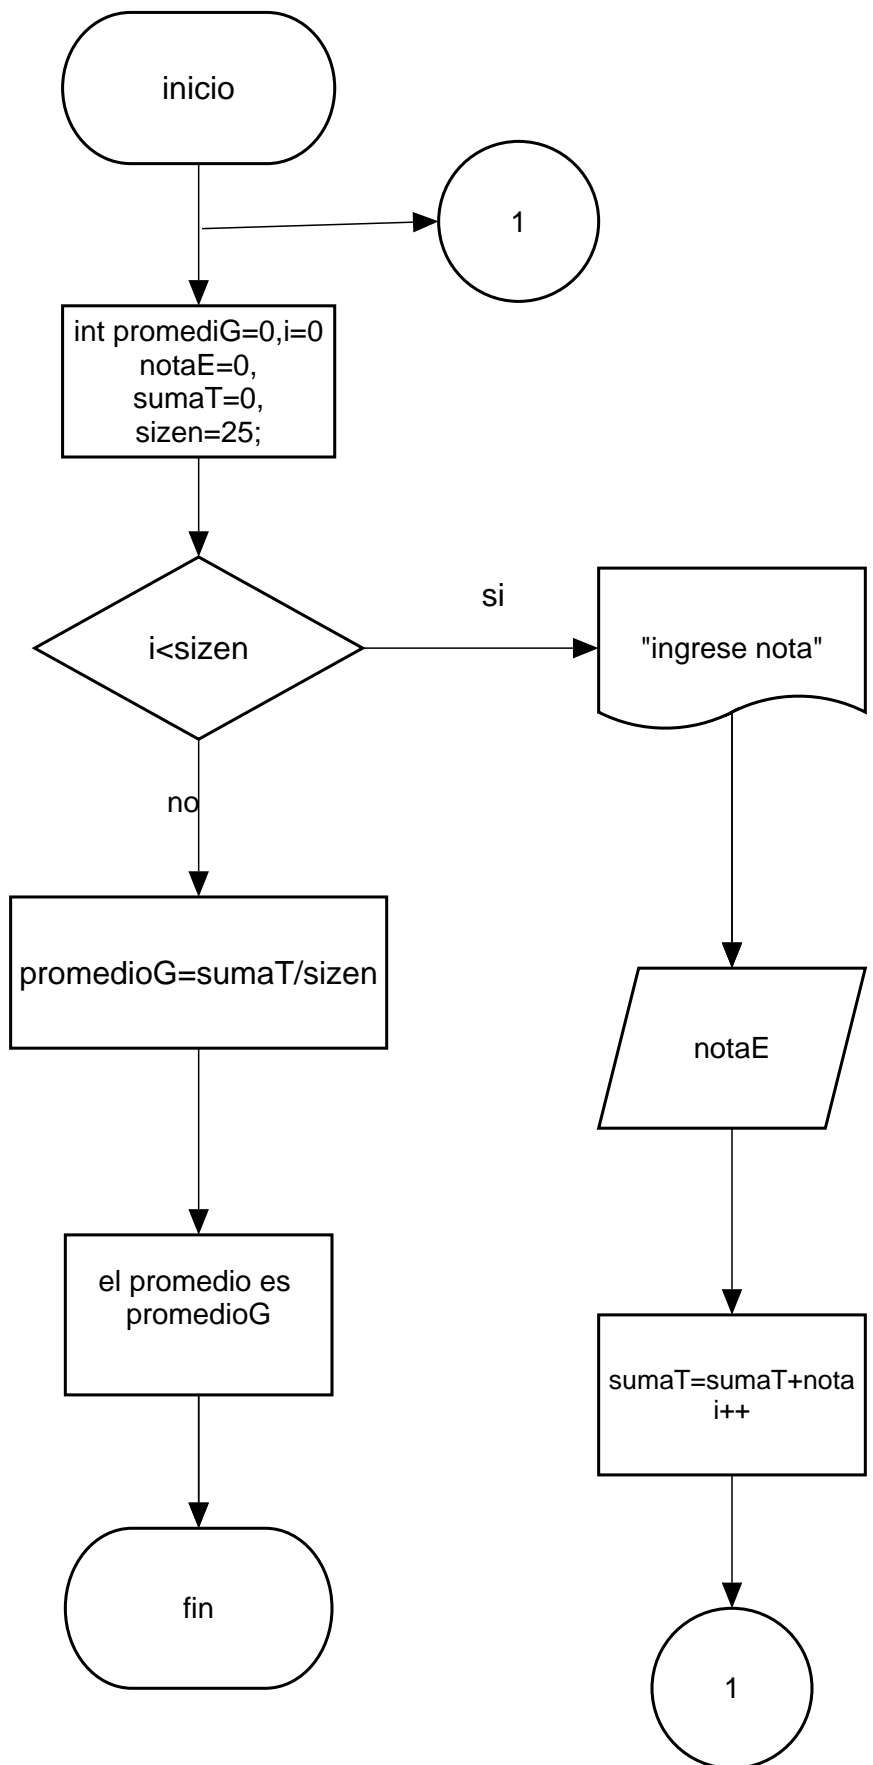 inicio
1
int promediG=0,i=0
notaE=0,
sumaT=0,
sizen=25;
i<sizen
si
"ingrese nota"
no
promedioG=sumaT/sizen
notaE
el promedio es
promedioG
sumaT=sumaT+nota
i++
fin
1